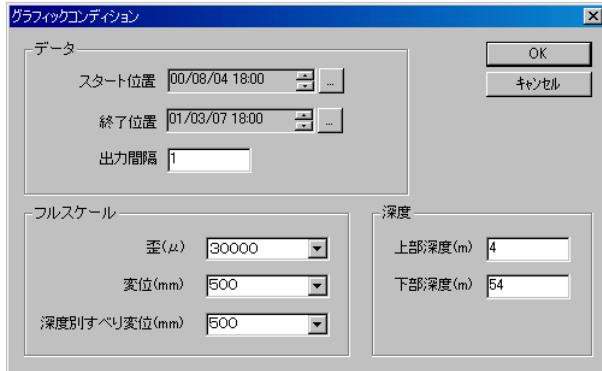 グラフィックコンディション
データ
スタート位置 00/08/04 18:00 ...
終了位置 01/03/07 18:00 ...
出力間隔 1
OK
キャンセル
フルスケール
歪(μ) 30000
変位(mm) 500
深度別すべり変位(mm) 500
深度
上部深度(m) 4
下部深度(m) 54